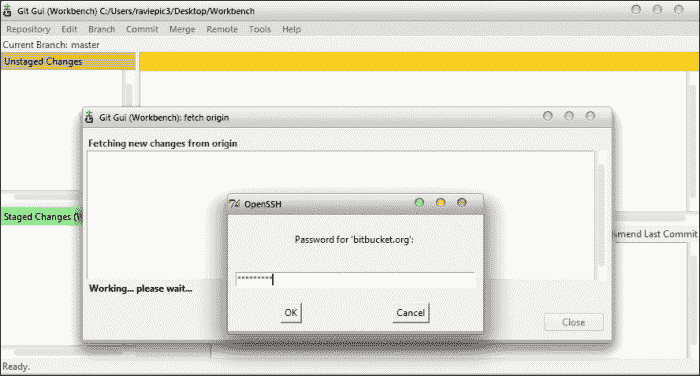 Git Gui (Workbench) C:/Users/raviepic3/Desktop/Workbench
Repository Edit Branch Commit Merge Remote Tools Help
Current Branch: master
Unstaged Changes
Git Gui (Workbench): fetch origin
Fetching new changes from origin
OpenSSH
Password for 'bitbucket.org':
*********
OK Cancel
Staged Changes (W
Amend Last Commit
Working... please wait...
Close
Ready.